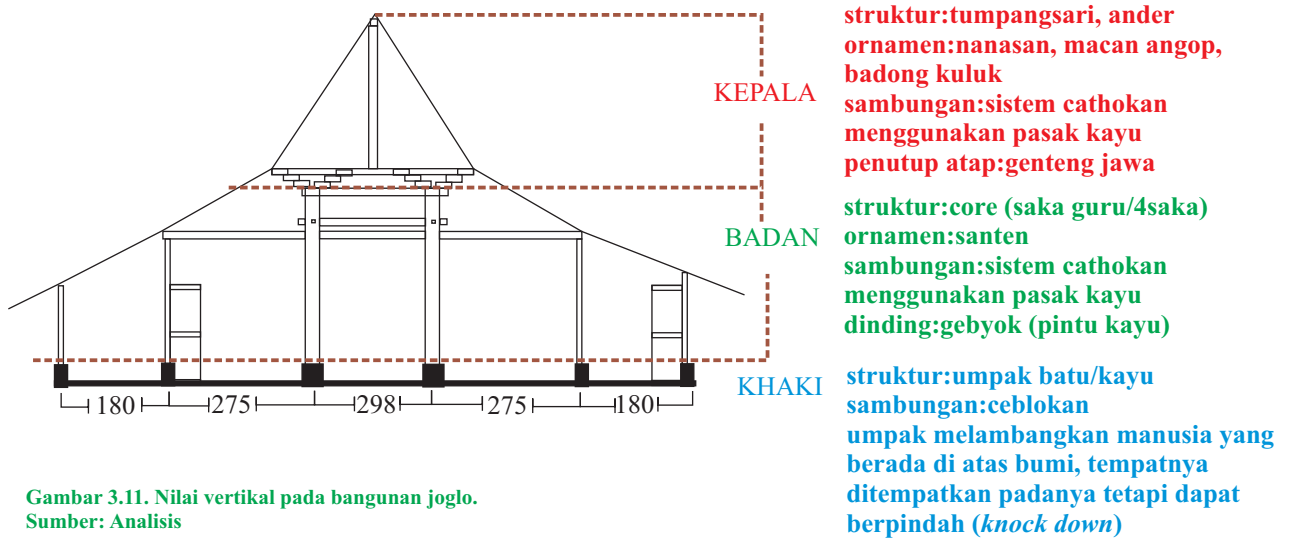 KEPALA
struktur:tumpangsari, ander
ornamen:nanasan, macan angop,
badong kuluk
sambungan:sistem cathokan
menggunakan pasak kayu
penutup atap:genteng jawa
BADAN
struktur:core (saka guru/4saka)
ornamen:santen
sambungan:sistem cathokan
menggunakan pasak kayu
dinding:gebyok (pintu kayu)
KHAKI
struktur:umpak batu/kayu
sambungan:ceblokan
umpak melambangkan manusia yang
berada di atas bumi, tempatnya
ditempatkan padanya tetapi dapat
berpindah (knock down)
180 275 298 275 180
Gambar 3.11. Nilai vertikal pada bangunan joglo.
Sumber: Analisis